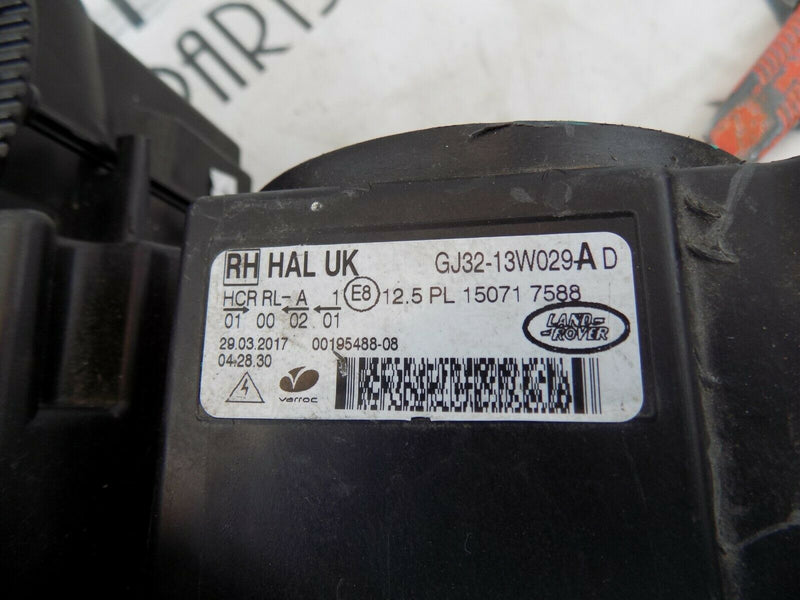 PARTS
RH HAL UK GJ32-13W029-A D
HCR RL- A 1 E8 12.5 PL 15071 7588
01 00 02 01
LAND-
-ROVER
29.03.2017 00195488-08
04:28.30
varroc